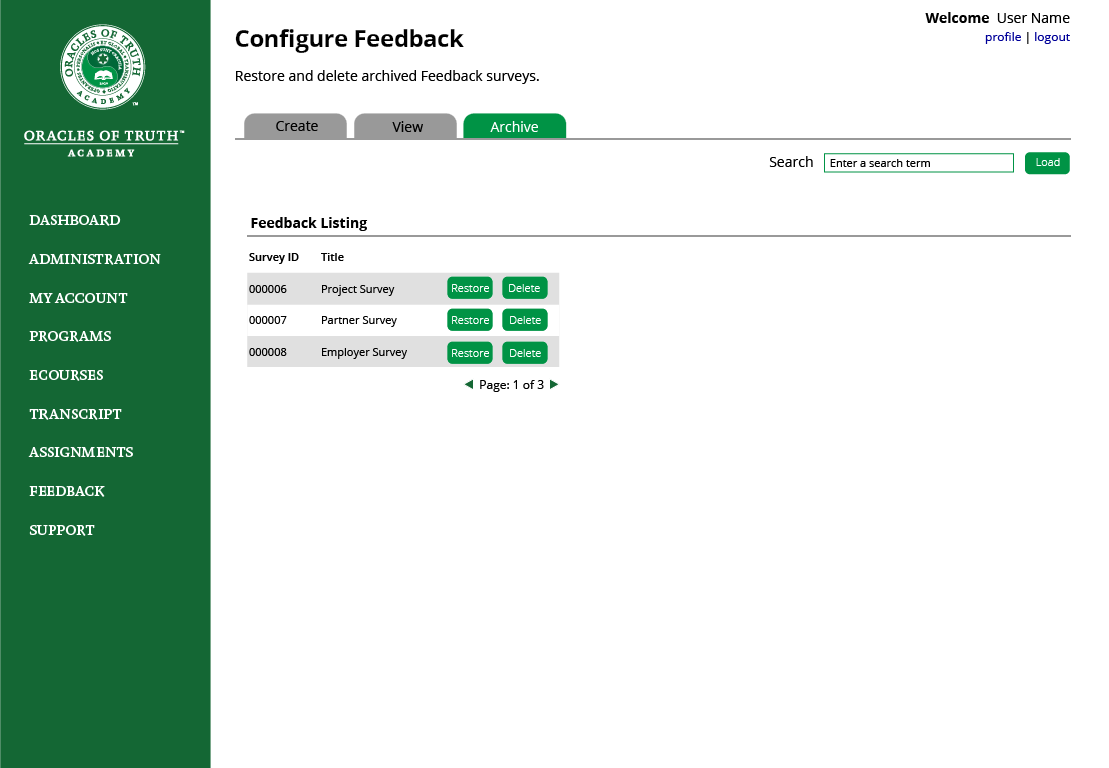 ORACLES OF TRUTH
ACADEMY
ORACLES OF TRUTH™
ACADEMY
DASHBOARD
ADMINISTRATION
MY ACCOUNT
PROGRAMS
ECOURSES
TRANSCRIPT
ASSIGNMENTS
FEEDBACK
SUPPORT
Welcome User Name
profile | logout
Configure Feedback
Restore and delete archived Feedback surveys.
Create View Archive
Search Enter a search term Load
Feedback Listing
Survey ID Title
000006 Project Survey Restore Delete
000007 Partner Survey Restore Delete
000008 Employer Survey Restore Delete
◀ Page: 1 of 3 ▶